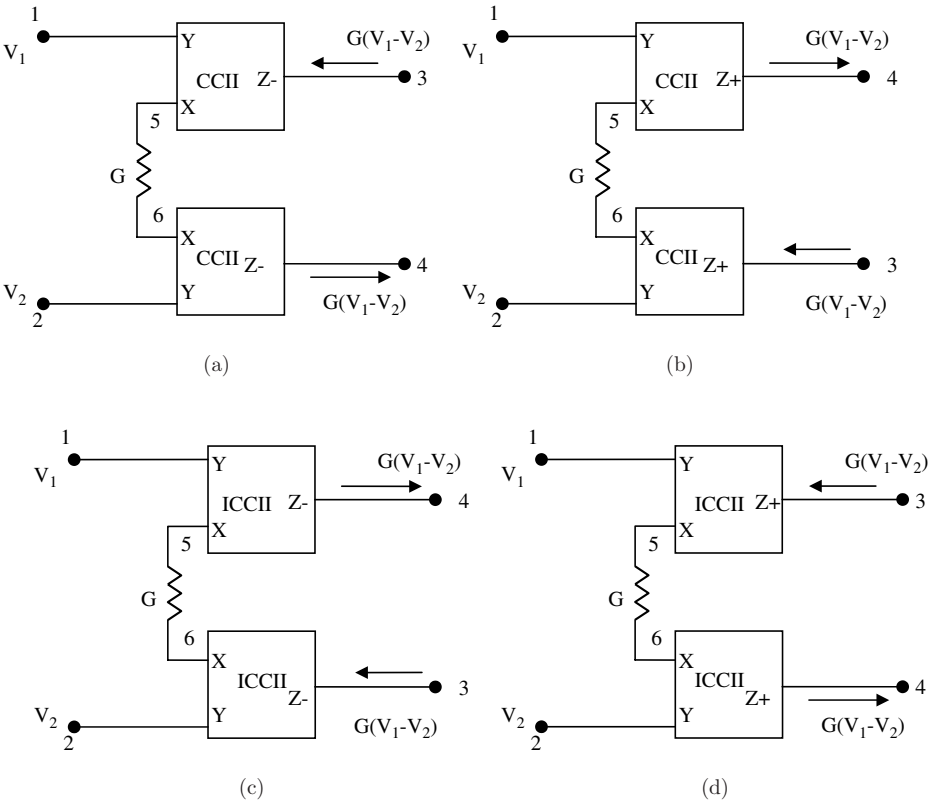 1
V1
Y
CCII
Z-
G(V1-V2)
3
X
5
G
6
X
CCII
Z-
4
Y
G(V1-V2)
V2
2
(a)
1
V1
Y
CCII
Z+
G(V1-V2)
4
X
5
G
6
X
CCII
Z+
3
Y
G(V1-V2)
V2
2
(b)
1
V1
Y
ICCII
Z-
G(V1-V2)
4
X
5
G
6
X
ICCII
Z-
3
Y
G(V1-V2)
V2
2
(c)
1
V1
Y
ICCII
Z+
G(V1-V2)
3
X
5
G
6
X
ICCII
Z+
4
Y
G(V1-V2)
V2
2
(d)